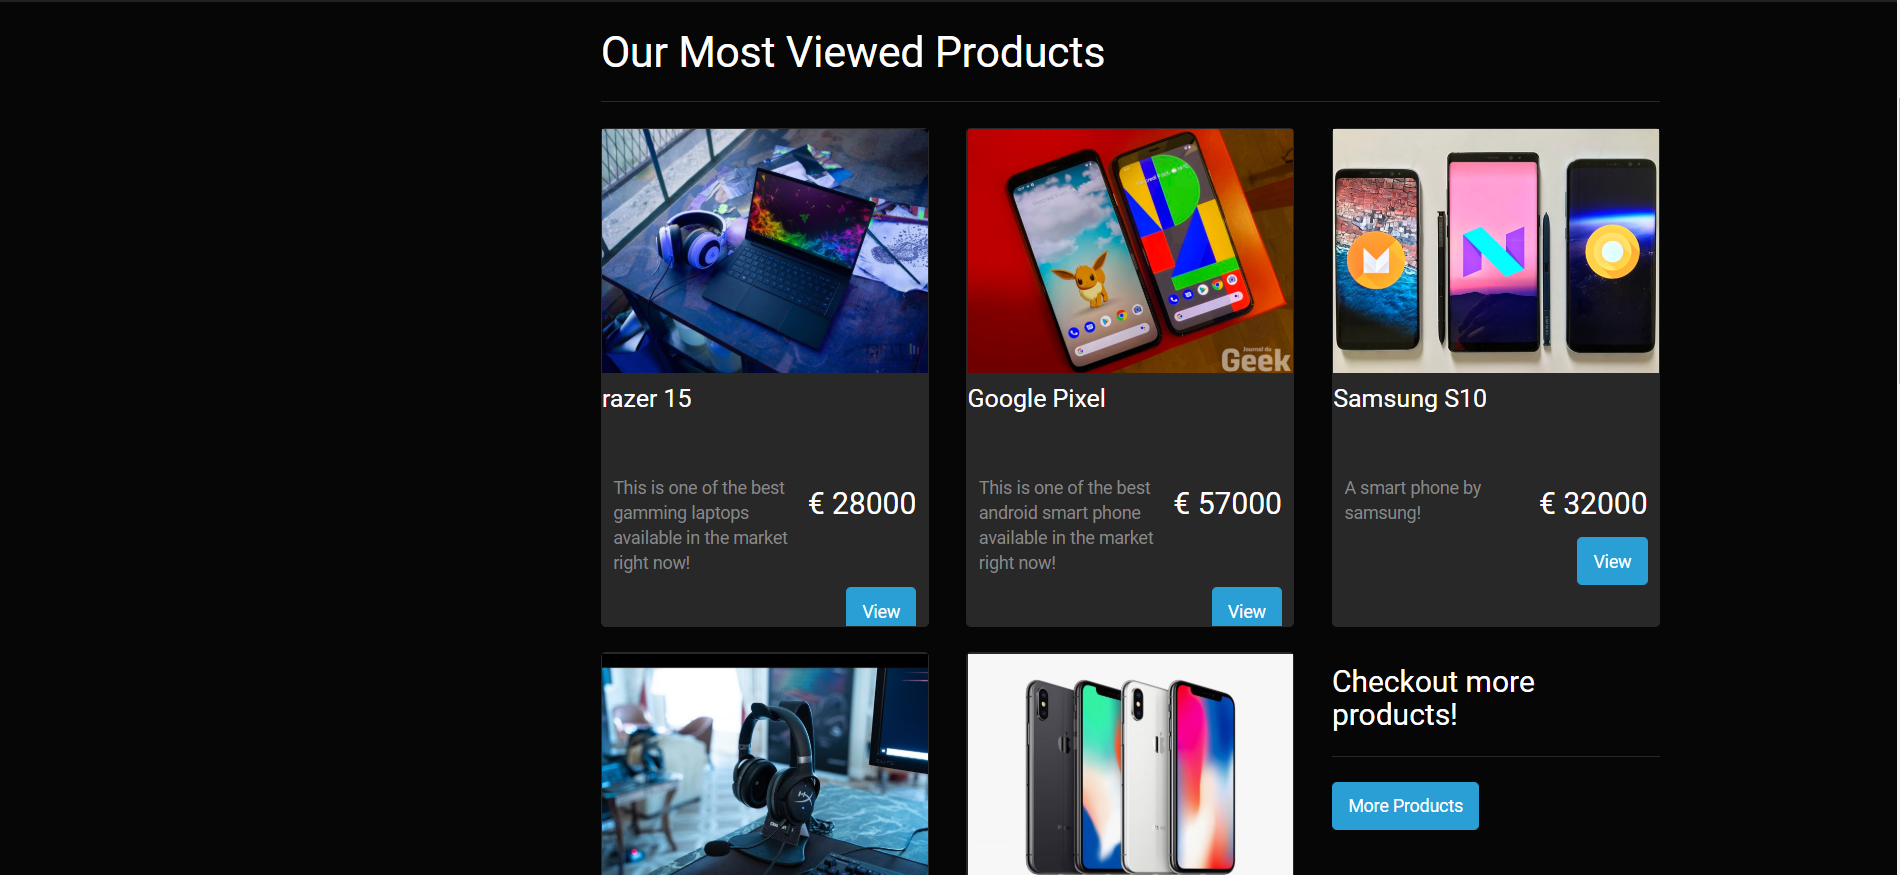 Our Most Viewed Products
Journal du
Geek
razer 15
Google Pixel
Samsung S10
This is one of the best
gamming laptops
available in the market
right now!
€ 28000
View
This is one of the best
android smart phone
available in the market
right now!
€ 57000
View
A smart phone by
samsung!
€ 32000
View
Checkout more
products!
More Products